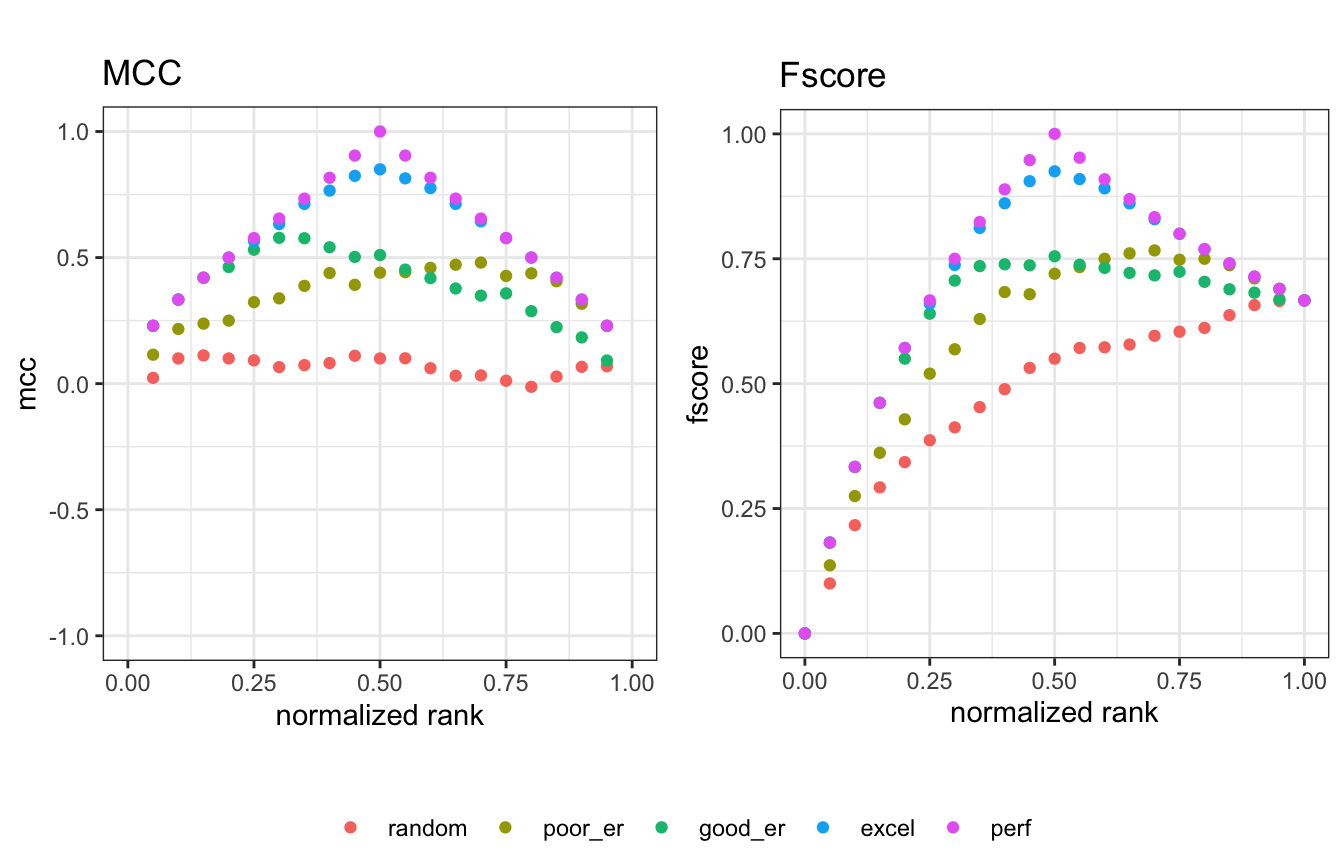 MCC
mcc
1.0
0.5
0.0
-0.5
-1.0
0.00 0.25 0.50 0.75 1.00
normalized rank
Fscore
fscore
1.00
0.75
0.50
0.25
0.00
0.00 0.25 0.50 0.75 1.00
normalized rank
random poor_er good_er excel perf